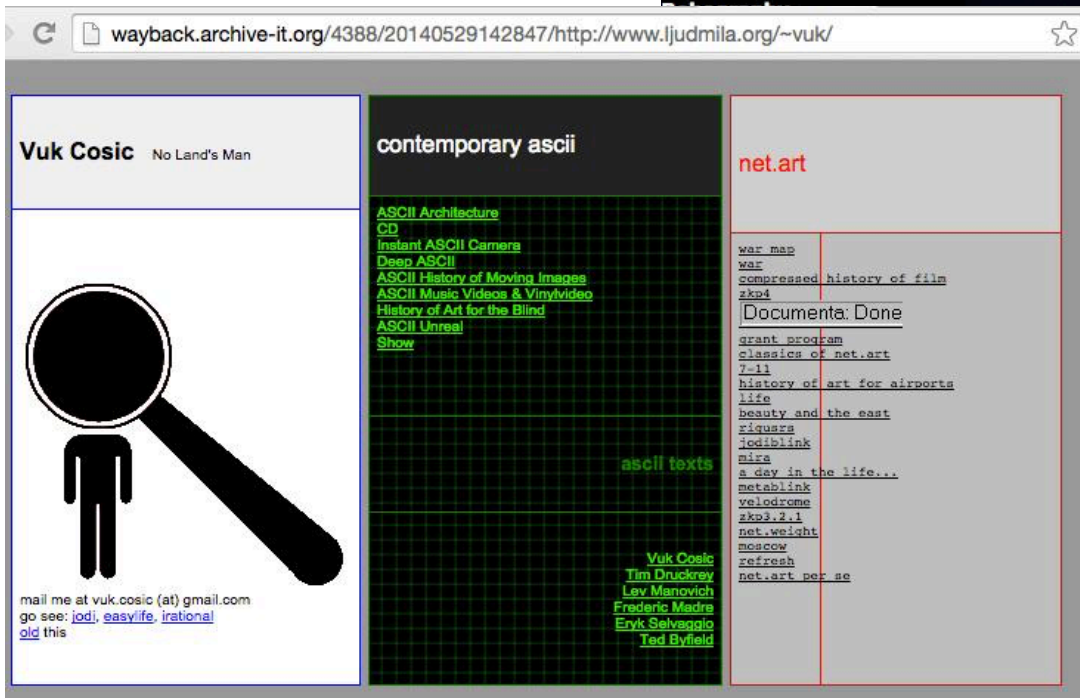 wayback.archive-it.org/4388/20140529142847/http://www.ljudmila.org/~vuk/
Vuk Cosic No Land's Man
mail me at vuk.cosic (at) gmail.com
go see: jodi, easylife, irational
old this
contemporary ascii
ASCII Architecture
CD
Instant ASCII Camera
Deep ASCII
ASCII History of Moving Images
ASCII Music Videos & Vinylvideo
History of Art for the Blind
ASCII Unreal
Show
ascii texts
Vuk Cosic
Tim Druckrey
Lev Manovich
Frederic Madre
Eryk Selvaggio
Ted Byfield
net.art
war map
war
compressed history of film
zkp4
Documenta: Done
grant program
classics of net.art
7-11
history of art for airports
life
beauty and the east
rigusrs
jodiblink
mira
a day in the life...
metablink
velodrome
zkp3.2.1
net.weight
moscow
refresh
net.art per se